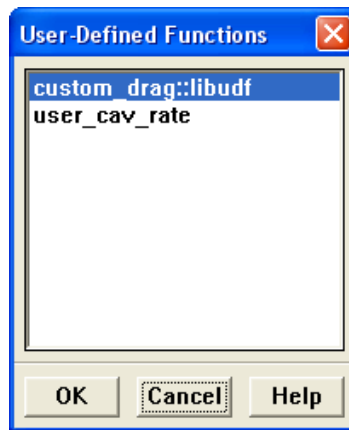 User-Defined Functions
custom_drag::libudf
user_cav_rate
OK Cancel Help